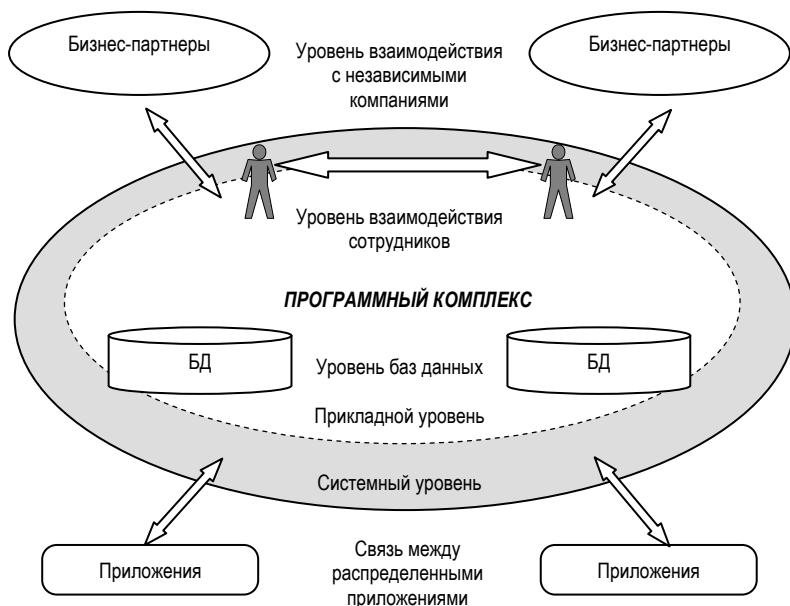 Бизнес-партнеры
Уровень взаимодействия
с независимыми
компаниями
Бизнес-партнеры
Уровень взаимодействия
сотрудников
ПРОГРАММНЫЙ КОМПЛЕКС
БД
Уровень баз данных
БД
Прикладной уровень
Системный уровень
Приложения
Связь между
распределенными
приложениями
Приложения